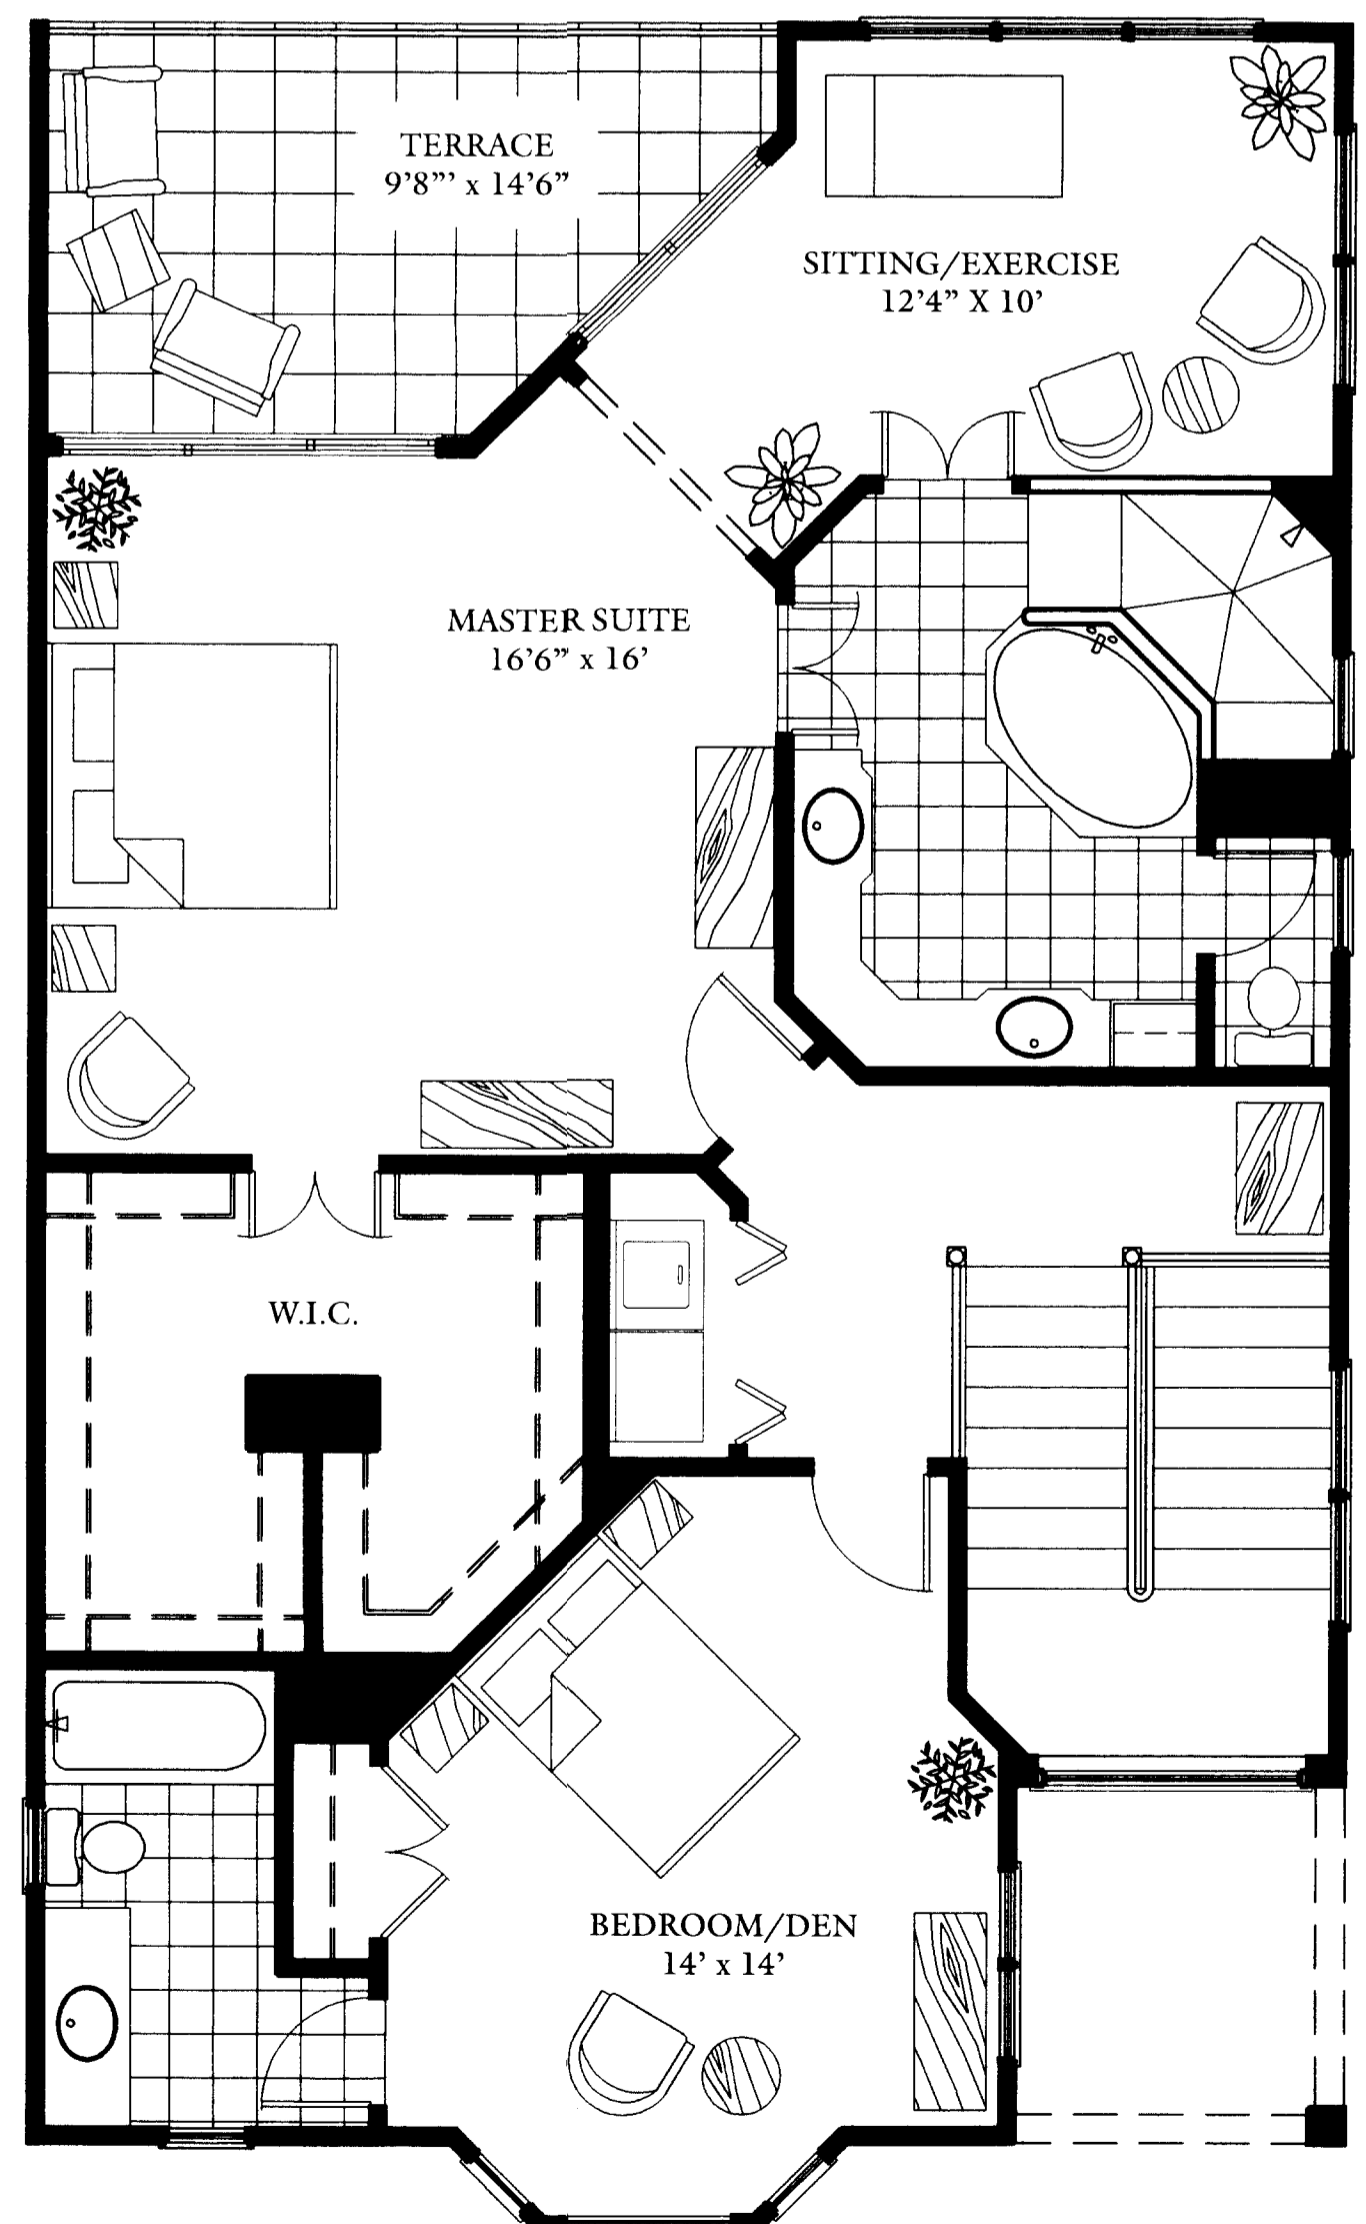 TERRACE
9'8"' x 14'6"
SITTING/EXERCISE
12'4" X 10'
MASTER SUITE
16'6" x 16'
W.I.C.
BEDROOM/DEN
14' x 14'